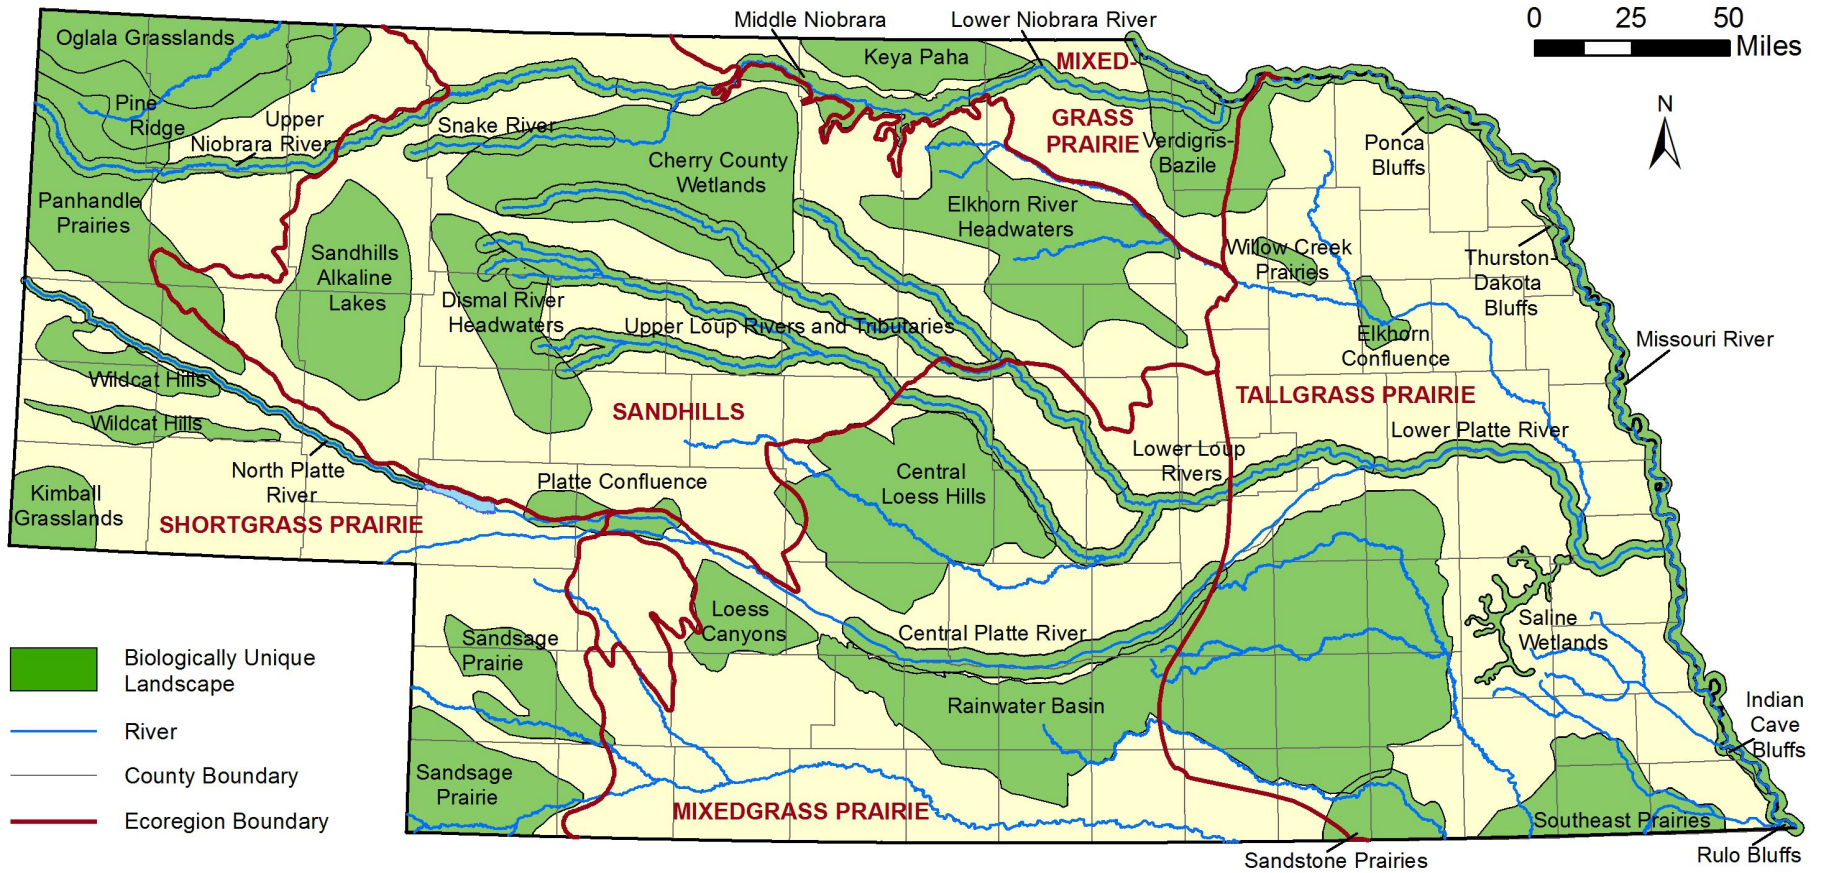 Middle Niobrara
Lower Niobrara River
0 25 50
Miles
Oglala Grasslands
Keya Paha
MIXED-
GRASS
PRAIRIE
N
Pine
Ridge
Upper
Niobrara River
Snake River
Cherry County
Wetlands
Verdigris-
Bazile
Ponca
Bluffs
Panhandle
Prairies
Sandhills
Alkaline
Lakes
Elkhorn River
Headwaters
Willow Creek
Prairies
Thurston-
Dakota
Bluffs
Dismal River
Headwaters
Upper Loup Rivers and Tributaries
Elkhorn
Confluence
Missouri River
Wildcat Hills
Wildcat Hills
SANDHILLS
TALLGRASS PRAIRIE
Lower Platte River
North Platte
River
Platte Confluence
Central
Loess Hills
Lower Loup
Rivers
Kimball
Grasslands
SHORTGRASS PRAIRIE
Loess
Canyons
Central Platte River
Saline
Wetlands
Sandsage
Prairie
Rainwater Basin
Indian
Cave
Bluffs
Sandsage
Prairie
MIXEDGRASS PRAIRIE
Southeast Prairies
Sandstone Prairies
Rulo Bluffs
Biologically Unique
Landscape
River
County Boundary
Ecoregion Boundary